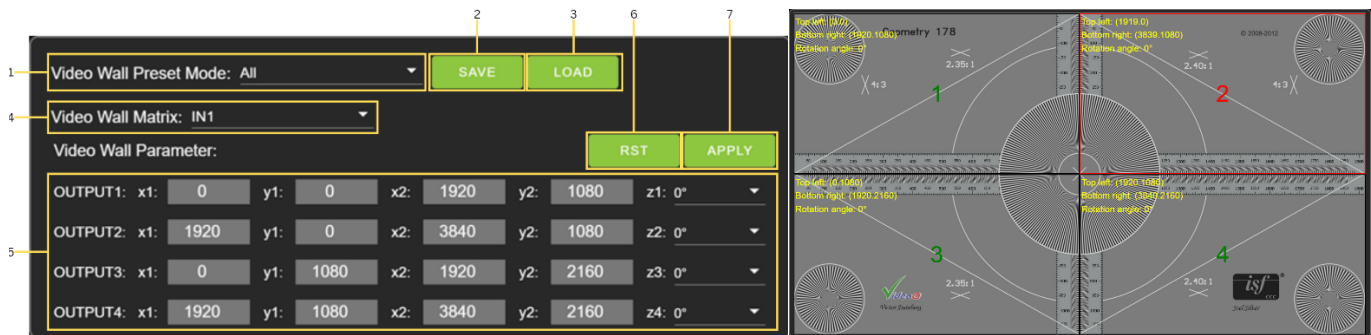 2
3
6
7
1
Video Wall Preset Mode: All
SAVE
LOAD
4
Video Wall Matrix: IN1
Video Wall Parameter:
RST
APPLY
5
OUTPUT1: x1: 0 y1: 0 x2: 1920 y2: 1080 z1: 0°
OUTPUT2: x1: 1920 y1: 0 x2: 3840 y2: 1080 z2: 0°
OUTPUT3: x1: 0 y1: 1080 x2: 1920 y2: 2160 z3: 0°
OUTPUT4: x1: 1920 y1: 1080 x2: 3840 y2: 2160 z4: 0°
Top left: (0.0)
Bottom right: (1920.1080)
Rotation angle: 0°
Geometry 178
Top left: (1919.0)
Bottom right: (3839.1080)
Rotation angle: 0°
© 2008-2012
2.35:1
2.40:1
4:3
4:3
1
2
Top left: (0.1080)
Bottom right: (1920.2160)
Rotation angle: 0°
Top left: (1920.1080)
Bottom right: (3840.2160)
Rotation angle: 0°
3
4
2.35:1
2.40:1
isf
ccc